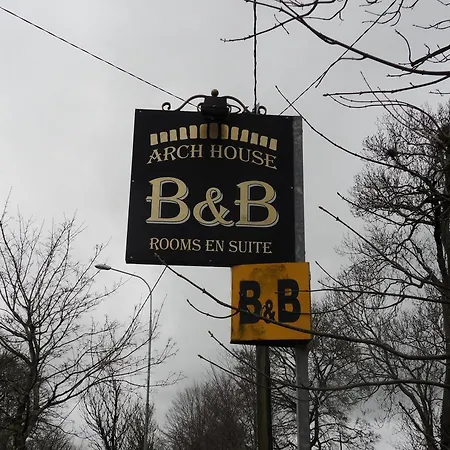 ARCH HOUSE
B&B
ROOMS EN SUITE
B&B